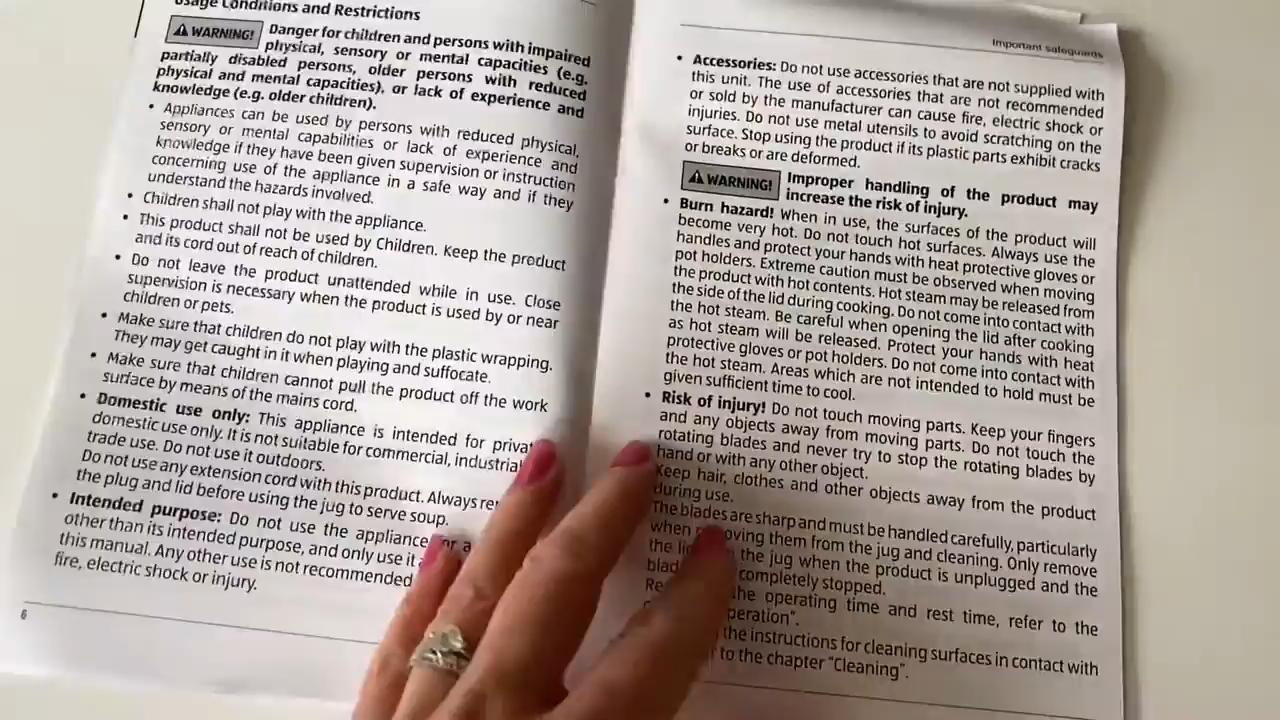 Usage Conditions and Restrictions
WARNING! Danger for children and persons with impaired
physical, sensory or mental capacities (e.g.
partially disabled persons, older persons with reduced
physical and mental capacities), or lack of experience and
knowledge (e.g. older children).
• Appliances can be used by persons with reduced physical,
sensory or mental capabilities or lack of experience and
knowledge if they have been given supervision or instruction
concerning use of the appliance in a safe way and if they
understand the hazards involved.
• Children shall not play with the appliance.
• This product shall not be used by Children. Keep the product
and its cord out of reach of children.
• Do not leave the product unattended while in use. Close
supervision is necessary when the product is used by or near
children or pets.
• Make sure that children do not play with the plastic wrapping.
They may get caught in it when playing and suffocate.
• Make sure that children cannot pull the product off the work
surface by means of the mains cord.
• Domestic use only: This appliance is intended for
domestic use only. It is not suitable for commercial, industrial
trade use. Do not use it outdoors.
Do not use any extension cord with this product. Always
the plug and lid before using the jug to serve soup.
• Intended purpose: Do not use the appliance for
other than its intended purpose, and only use it
this manual. Any other use is not recommended
fire, electric shock or injury.
6
Important safeguards
• Accessories: Do not use accessories that are not supplied with
this unit. The use of accessories that are not recommended
or sold by the manufacturer can cause fire, electric shock or
injuries. Do not use metal utensils to avoid scratching on the
surface. Stop using the product if its plastic parts exhibit cracks
or breaks or are deformed.
WARNING! Improper handling of the product may
increase the risk of injury.
• Burn hazard! When in use, the surfaces of the product will
become very hot. Do not touch hot surfaces. Always use the
handles and protect your hands with heat protective gloves or
pot holders. Extreme caution must be observed when moving
the product with hot contents. Hot steam may be released from
the side of the lid during cooking. Do not come into contact with
the hot steam. Be careful when opening the lid after cooking
as hot steam will be released. Protect your hands with heat
protective gloves or pot holders. Do not come into contact with
the hot steam. Areas which are not intended to hold must be
given sufficient time to cool.
• Risk of injury! Do not touch moving parts. Keep your fingers
and any objects away from moving parts. Do not touch the
rotating blades and never try to stop the rotating blades by
hand or with any other object.
Keep hair, clothes and other objects away from the product
during use.
The blades are sharp and must be handled carefully, particularly
when removing them from the jug and cleaning. Only remove
the the jug when the product is unplugged and the
completely stopped.
the operating time and rest time, refer to the
the instructions for cleaning surfaces in contact with
to the chapter “Cleaning”.